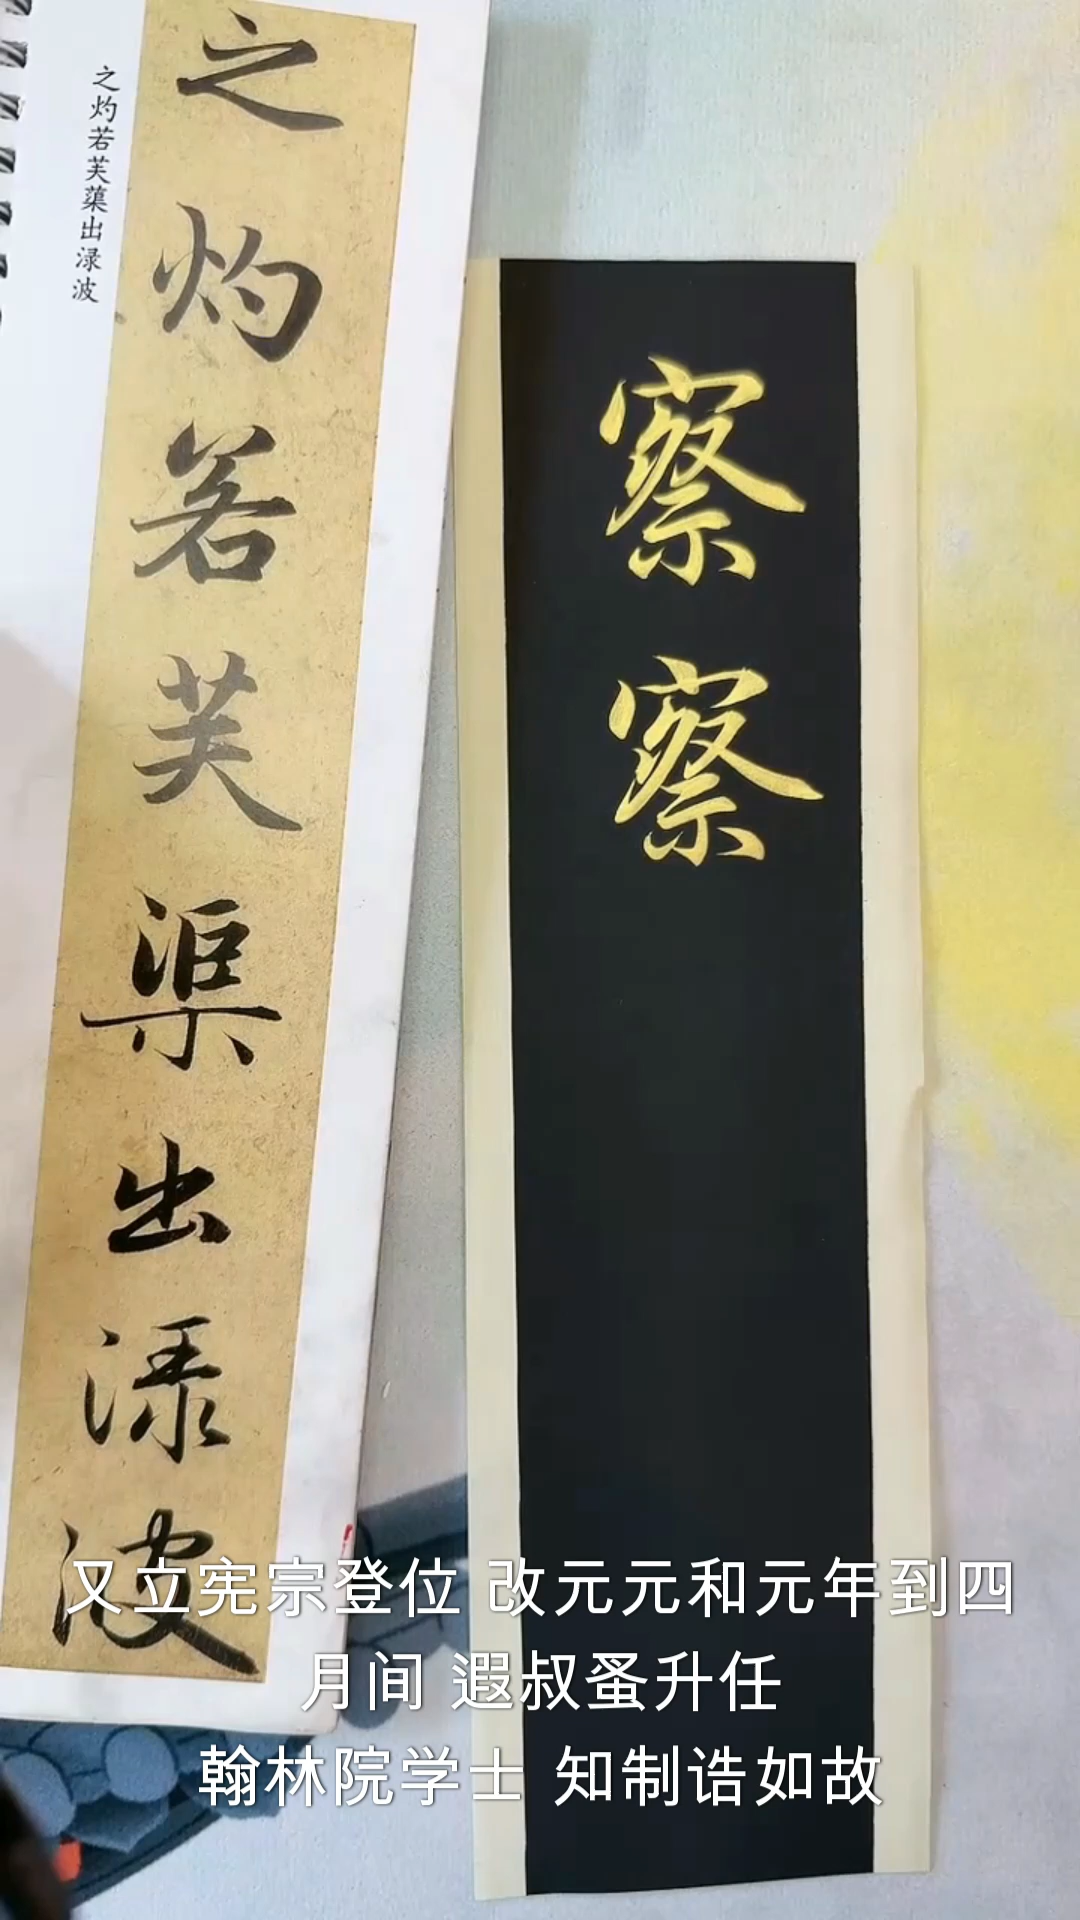 之灼若芙蕖出渌波
之灼若芙渠出渌波
察察
又立宪宗登位 改元元和元年到四
月间 遐叔蚤升任
翰林院学士 知制诰如故